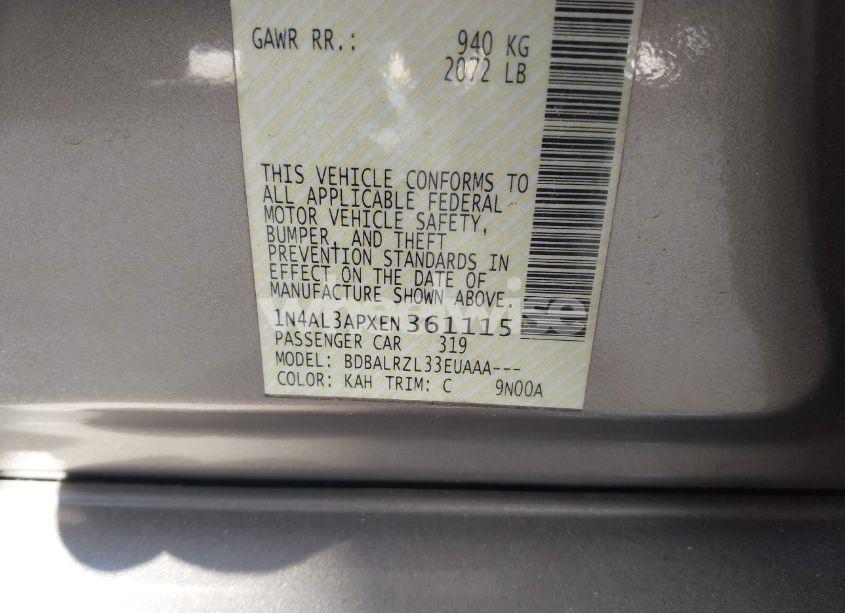 GAWR RR.: 940 KG
2072 LB
THIS VEHICLE CONFORMS TO
ALL APPLICABLE FEDERAL
MOTOR VEHICLE SAFETY,
BUMPER, AND THEFT
PREVENTION STANDARDS IN
EFFECT ON THE DATE OF
MANUFACTURE SHOWN ABOVE.
1N4AL3APXEN 361115
PASSENGER CAR 319
MODEL: BDBALRZL33EUAAA---
COLOR: KAH TRIM: C 9N00A